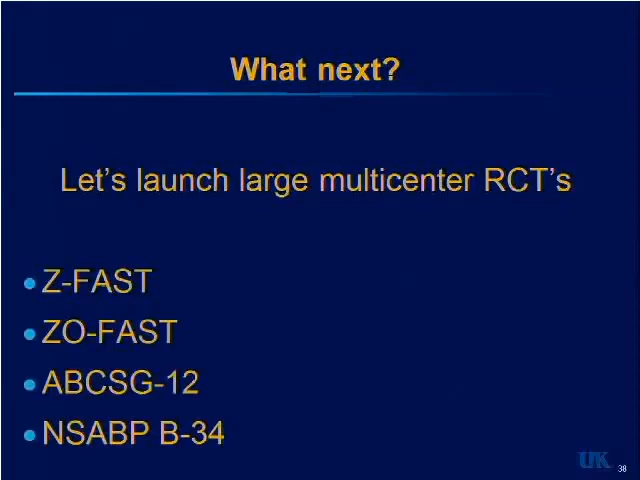 What next?
Let's launch large multicenter RCT's
Z-FAST
ZO-FAST
ABCSG-12
NSABP B-34
UK
38